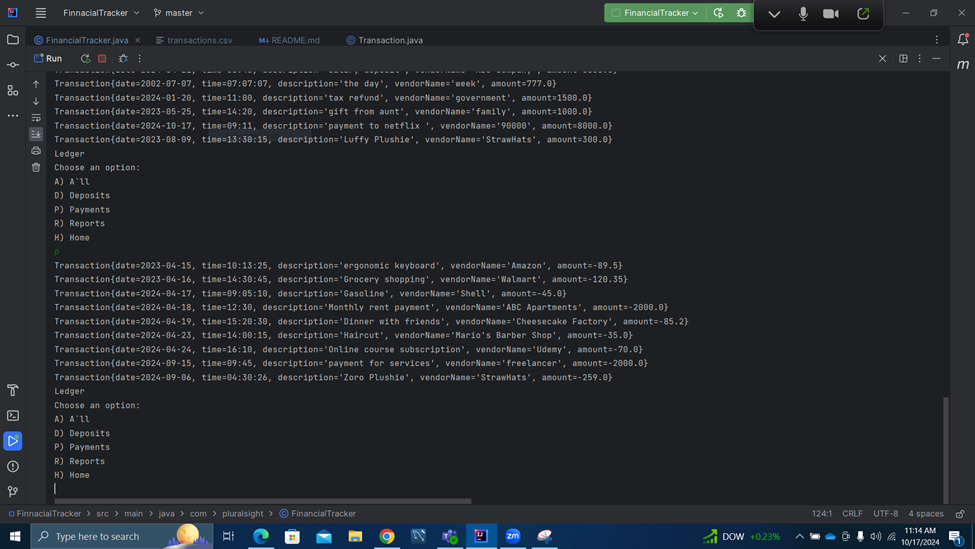 FinnacialTracker
master
FinancialTracker
FinancialTracker.java
transactions.csv
M↓ README.md
Transaction.java
Run
Transaction{date=2002-07-07, time=07:07:07, description='the day', vendorName='week', amount=777.0}
Transaction{date=2024-01-20, time=11:00, description='tax refund', vendorName='government', amount=1500.0}
Transaction{date=2023-05-25, time=14:20, description='gift from aunt', vendorName='family', amount=1000.0}
Transaction{date=2024-10-17, time=09:11, description='payment to netflix ', vendorName='90000', amount=8000.0}
Transaction{date=2023-08-09, time=13:30:15, description='Luffy Plushie', vendorName='StrawHats', amount=300.0}
Ledger
Choose an option:
A) A`ll
D) Deposits
P) Payments
R) Reports
H) Home
p
Transaction{date=2023-04-15, time=10:13:25, description='ergonomic keyboard', vendorName='Amazon', amount=-89.5}
Transaction{date=2023-04-16, time=14:30:45, description='Grocery shopping', vendorName='Walmart', amount=-120.35}
Transaction{date=2024-04-17, time=09:05:10, description='Gasoline', vendorName='Shell', amount=-45.0}
Transaction{date=2024-04-18, time=12:30, description='Monthly rent payment', vendorName='ABC Apartments', amount=-2000.0}
Transaction{date=2024-04-19, time=15:20:30, description='Dinner with friends', vendorName='Cheesecake Factory', amount=-85.2}
Transaction{date=2024-04-23, time=14:00:15, description='Haircut', vendorName='Mario's Barber Shop', amount=-35.0}
Transaction{date=2024-04-24, time=16:10, description='Online course subscription', vendorName='Udemy', amount=-70.0}
Transaction{date=2024-09-15, time=09:45, description='payment for services', vendorName='freelancer', amount=-2000.0}
Transaction{date=2024-09-06, time=04:30:26, description='Zoro Plushie', vendorName='StrawHats', amount=-259.0}
Ledger
Choose an option:
A) A`ll
D) Deposits
P) Payments
R) Reports
H) Home
FinnacialTracker > src > main > java > com > pluralsight > FinancialTracker
124:1 CRLF UTF-8 4 spaces
Type here to search
DOW +0.23%
11:14 AM
10/17/2024